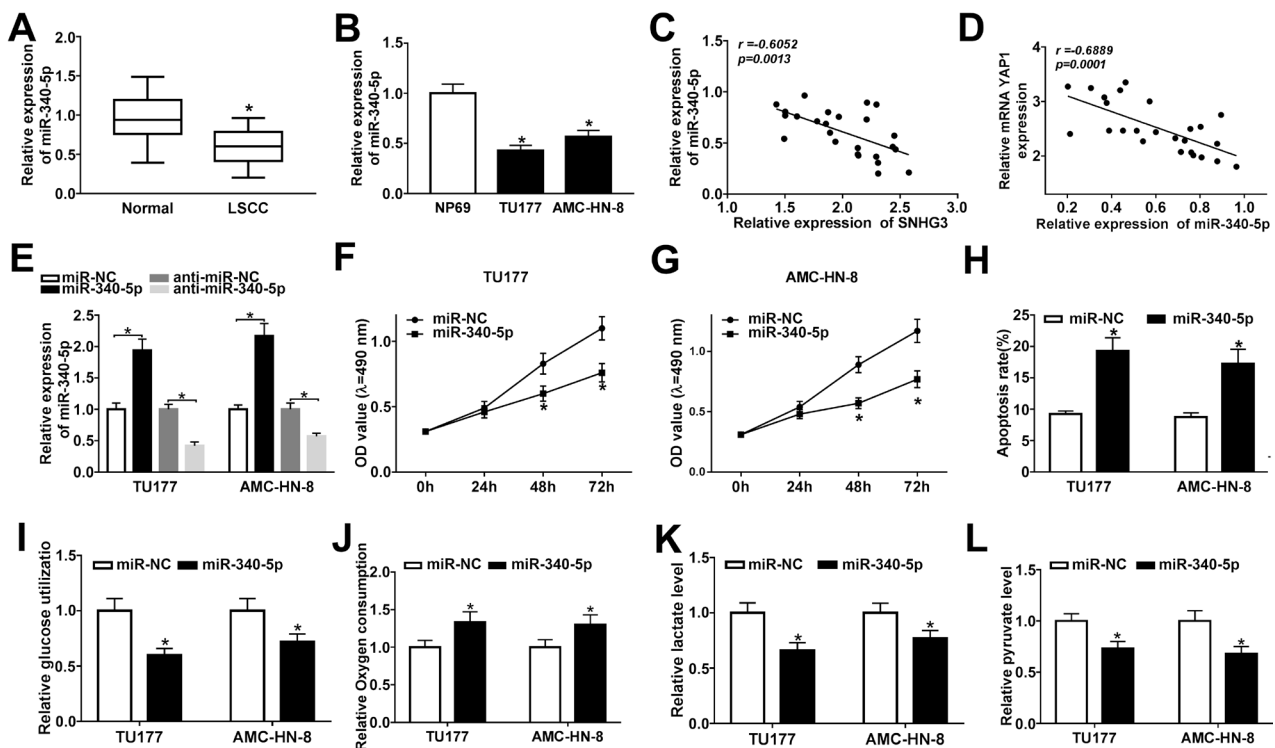 A
Relative expression
of miR-340-5p
2.0
1.5
1.0
0.5
0.0
*
Normal
LSCC
B
Relative expression
of miR-340-5p
1.5
1.0
0.5
0.0
*
*
NP69
TU177
AMC-HN-8
C
Relative expression
of miR-340-5p
r =-0.6052
p=0.0013
1.5
1.0
0.5
0.0
1.0
1.5
2.0
2.5
3.0
Relative expression of SNHG3
D
Relative mRNA YAP1
expression
r =-0.6889
p=0.0001
4
3
2
0.2
0.4
0.6
0.8
1.0
Relative expression of miR-340-5p
E
miR-NC
anti-miR-NC
miR-340-5p
anti-miR-340-5p
Relative expression
of miR-340-5p
2.5
2.0
1.5
1.0
0.5
0.0
*
*
*
*
TU177
AMC-HN-8
F
TU177
miR-NC
miR-340-5p
OD value (λ=490 nm)
1.0
0.5
0.0
*
*
0h
24h
48h
72h
G
AMC-HN-8
miR-NC
miR-340-5p
OD value (λ=490 nm)
1.0
0.5
0.0
*
*
0h
24h
48h
72h
H
miR-NC
miR-340-5p
Apoptosis rate(%)
25
20
15
10
5
0
*
*
TU177
AMC-HN-8
I
miR-NC
miR-340-5p
Relative glucose utilizatio
1.5
1.0
0.5
0.0
*
*
TU177
AMC-HN-8
J
miR-NC
miR-340-5p
Relative Oxygen consumption
2.0
1.5
1.0
0.5
0.0
*
*
TU177
AMC-HN-8
K
miR-NC
miR-340-5p
Relative lactate level
1.5
1.0
0.5
0.0
*
*
TU177
AMC-HN-8
L
miR-NC
miR-340-5p
Relative pyruvate level
1.5
1.0
0.5
0.0
*
*
TU177
AMC-HN-8